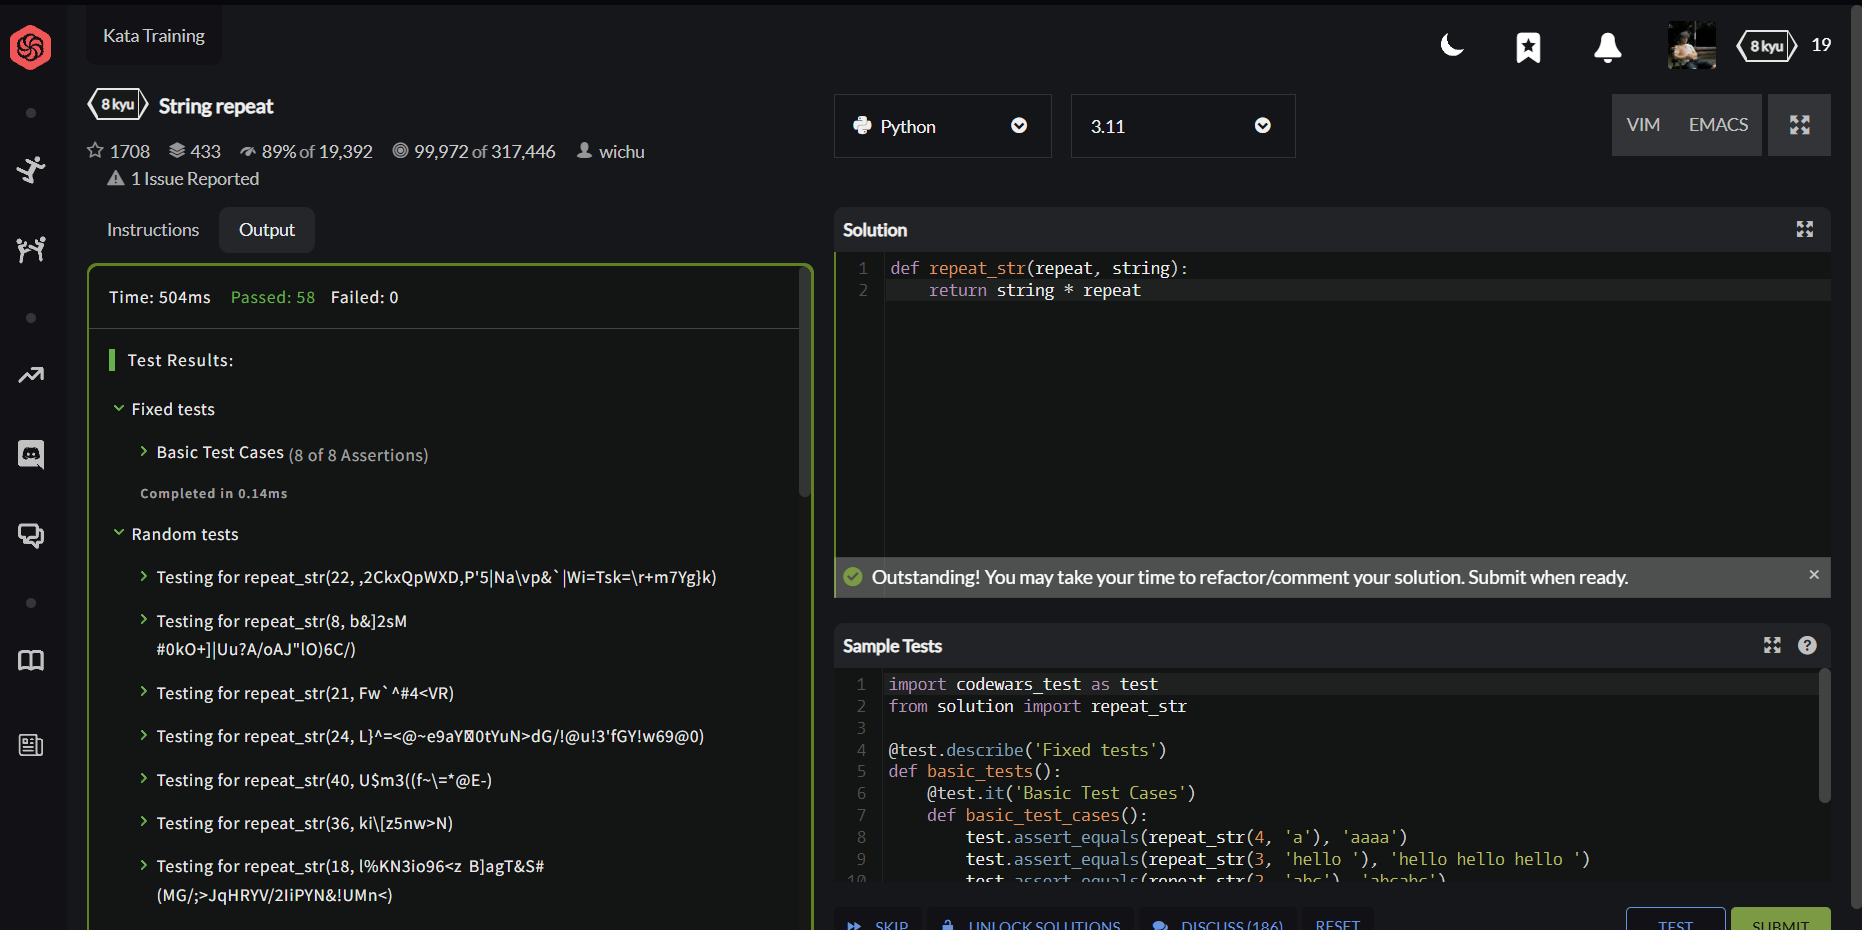 Kata Training
8 kyu 19
8 kyu String repeat
1708 433 89% of 19,392 99,972 of 317,446 wichu
1 Issue Reported
Python
3.11
VIM EMACS
Instructions Output
Time: 504ms Passed: 58 Failed: 0
Test Results:
Fixed tests
Basic Test Cases (8 of 8 Assertions)
Completed in 0.14ms
Random tests
Testing for repeat_str(22, ,2CkxQpWXD,P'5|Na\vp&`|Wi=Tsk=\r+m7Yg}k)
Testing for repeat_str(8, b&]2sM
#0kO+]|Uu?A/oAJ"lO)6C/)
Testing for repeat_str(21, Fw`^#4<VR)
Testing for repeat_str(24, L}^=<@~e9aY0tYuN>dG/!@u!3'fGY!w69@0)
Testing for repeat_str(40, U$m3((f~\=*@E-)
Testing for repeat_str(36, ki\[z5nw>N)
Testing for repeat_str(18, l%KN3io96<z B]agT&S#
(MG/;>JqHRYV/2IiPYN&!UMn<)
Solution
1 def repeat_str(repeat, string):
2 return string * repeat
Outstanding! You may take your time to refactor/comment your solution. Submit when ready.
Sample Tests
1 import codewars_test as test
2 from solution import repeat_str
3
4 @test.describe('Fixed tests')
5 def basic_tests():
6 @test.it('Basic Test Cases')
7 def basic_test_cases():
8 test.assert_equals(repeat_str(4, 'a'), 'aaaa')
9 test.assert_equals(repeat_str(3, 'hello '), 'hello hello hello ')
10 test.assert_equals(repeat_str(2, 'abc'), 'abcabc')
SKIP UNLOCK SOLUTIONS DISCUSS (186) RESET TEST SUBMIT